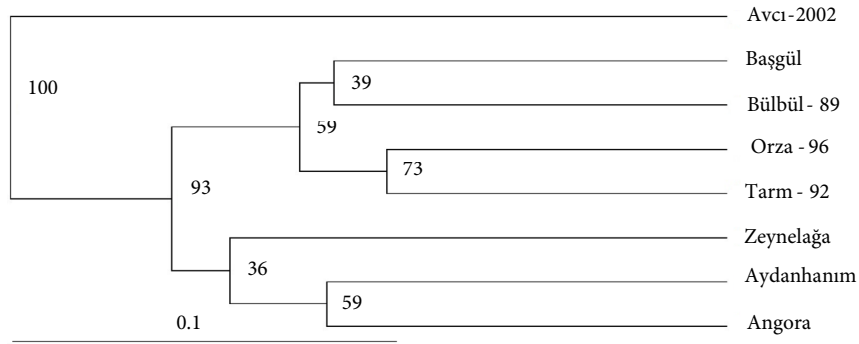 Avcı-2002
Başgül
100
39
Bülbül - 89
59
Orza - 96
73
93
Tarm - 92
Zeynelağa
36
Aydanhanım
59
0.1
Angora